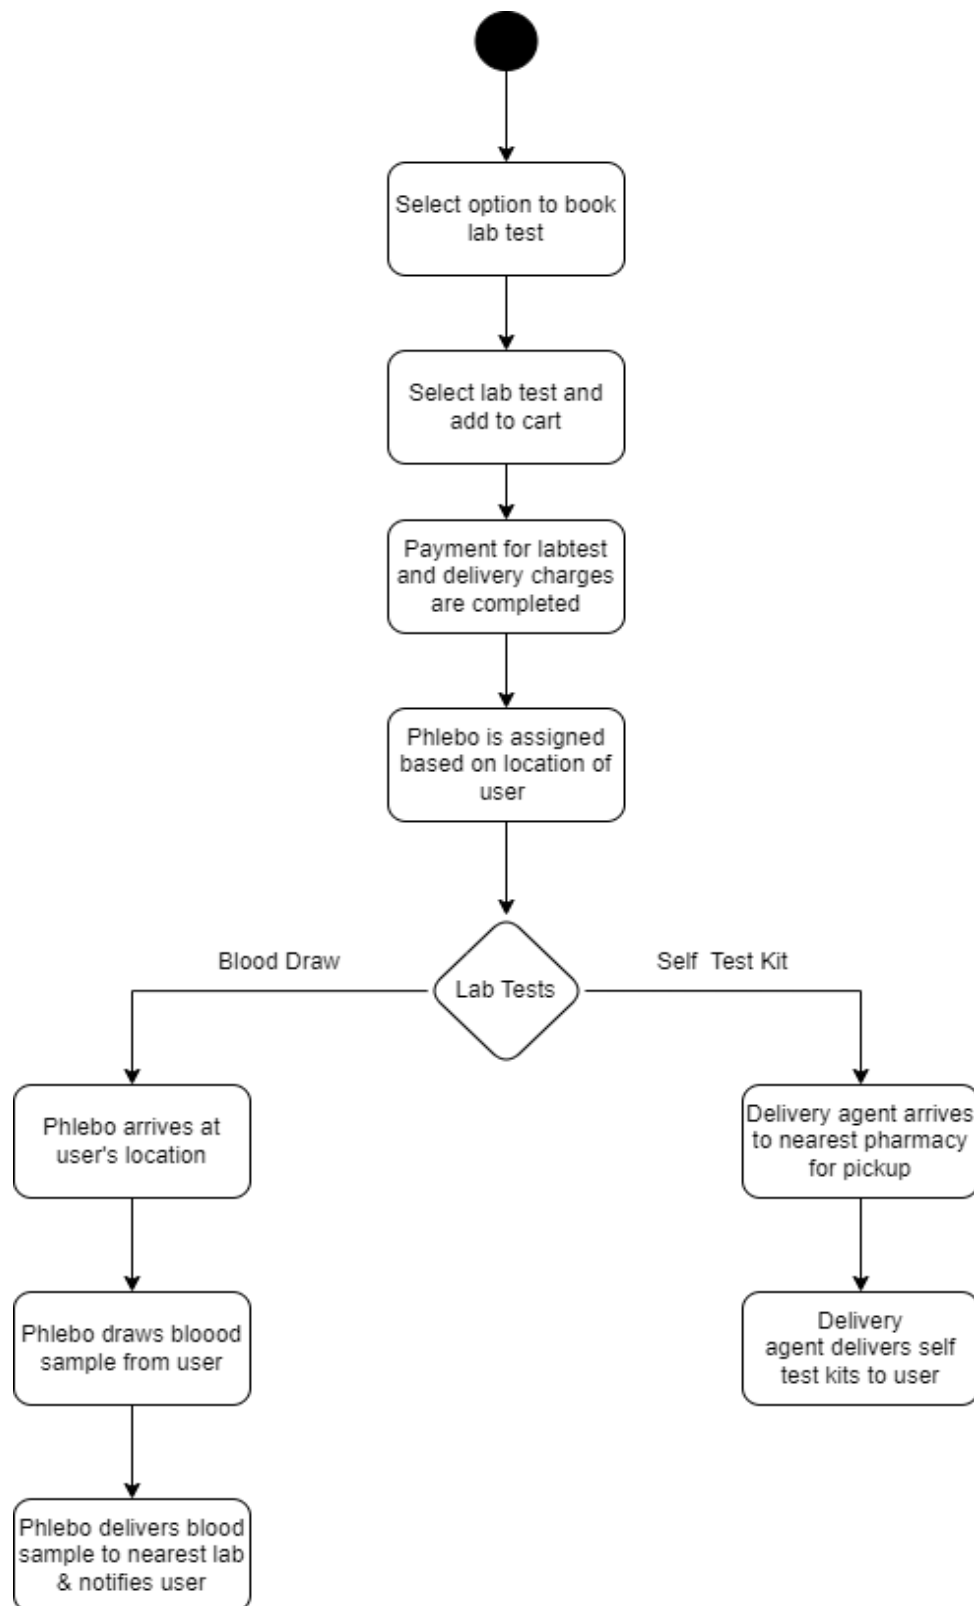 Select option to book
lab test
Select lab test and
add to cart
Payment for labtest
and delivery charges
are completed
Phlebo is assigned
based on location of
user
Lab Tests
Blood Draw
Self Test Kit
Phlebo arrives at
user's location
Delivery agent arrives
to nearest pharmacy
for pickup
Phlebo draws bloood
sample from user
Delivery
agent delivers self
test kits to user
Phlebo delivers blood
sample to nearest lab
& notifies user